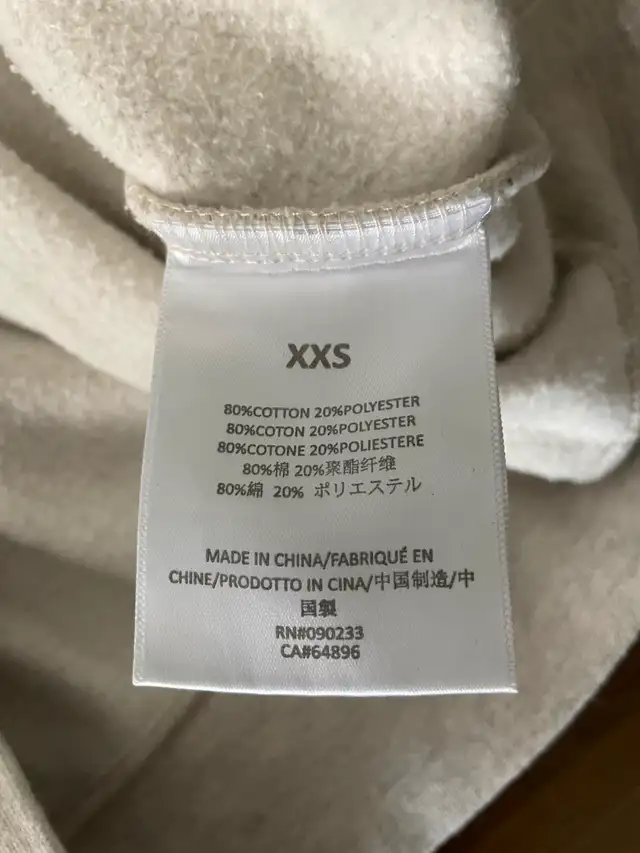 XXS
80%COTTON 20%POLYESTER
80%COTON 20%POLYESTER
80%COTONE 20%POLIESTERE
80%棉 20%聚酯纤维
80%綿 20% ポリエステル
MADE IN CHINA/FABRIQUÉ EN
CHINE/PRODOTTO IN CINA/中国制造/中
国製
RN#090233
CA#64896